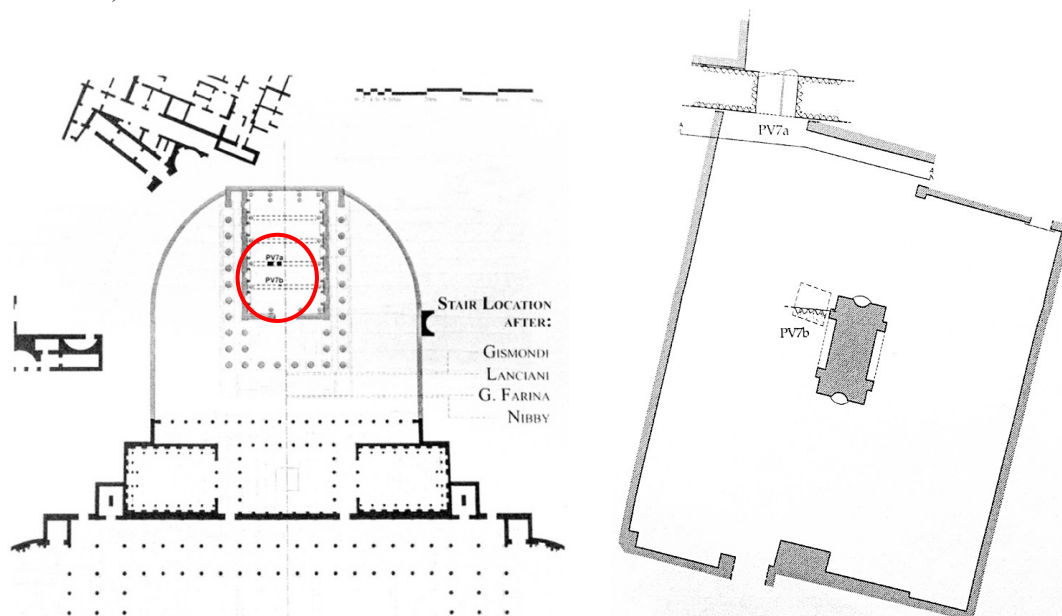 PV7a
PV7b
STAIR LOCATION
AFTER:
GISMONDI
LANCIANI
G. FARINA
NIBBY
PV7a
A
PV7b